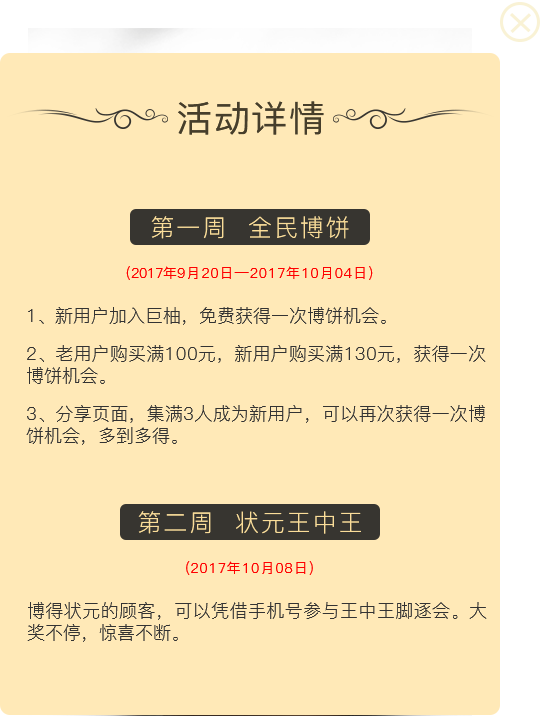 活动详情
第一周 全民博饼
(2017年9月20日—2017年10月04日)
1、新用户加入巨柚，免费获得一次博饼机会。
2、老用户购买满100元，新用户购买满130元，获得一次
博饼机会。
3、分享页面，集满3人成为新用户，可以再次获得一次博
饼机会，多到多得。
第二周 状元王中王
(2017年10月08日)
博得状元的顾客，可以凭借手机号参与王中王脚逐会。大
奖不停，惊喜不断。